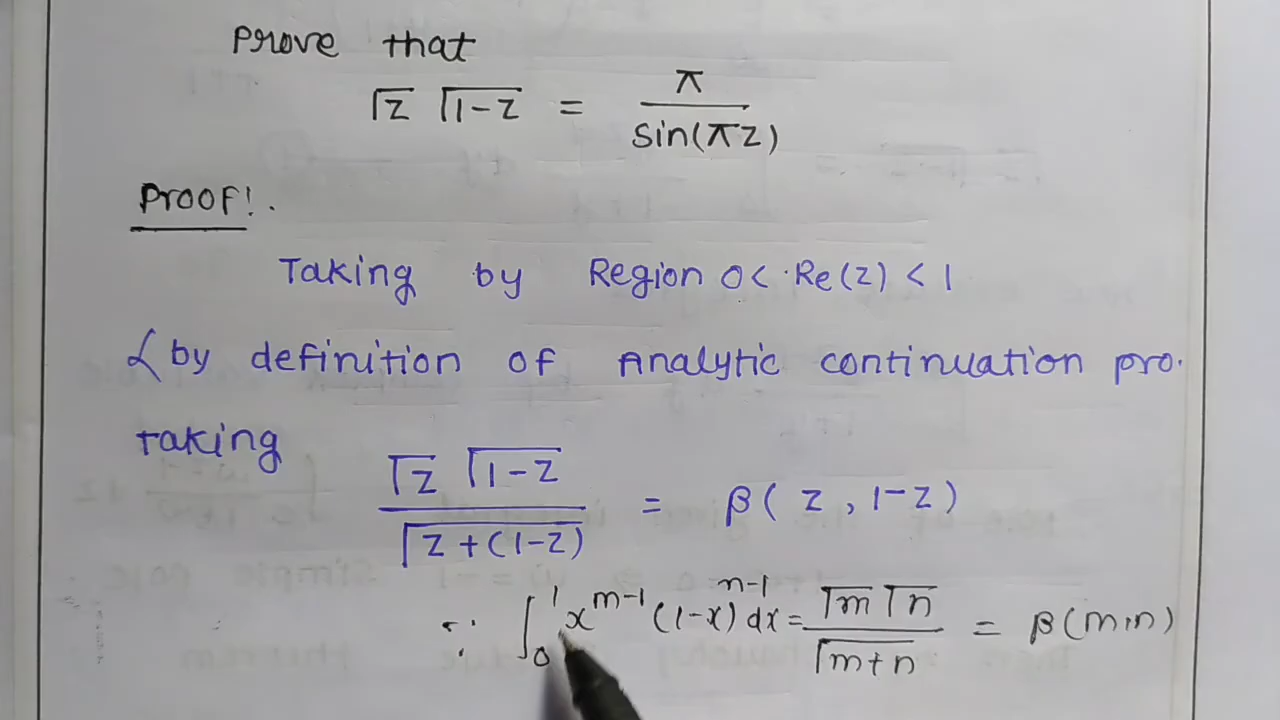 Prove that
Γz Γ1-z = π / sin(πz)
Proof!.
Taking by Region 0< Re(z) < 1
{ by definition of Analytic continuation pro.
Taking
Γz Γ1-z / Γz+(1-z) = β( z , 1-z )
∵ ∫₀¹ x^m-1 (1-x)^n-1 dx = Γm Γn / Γm+n = β(m,n)